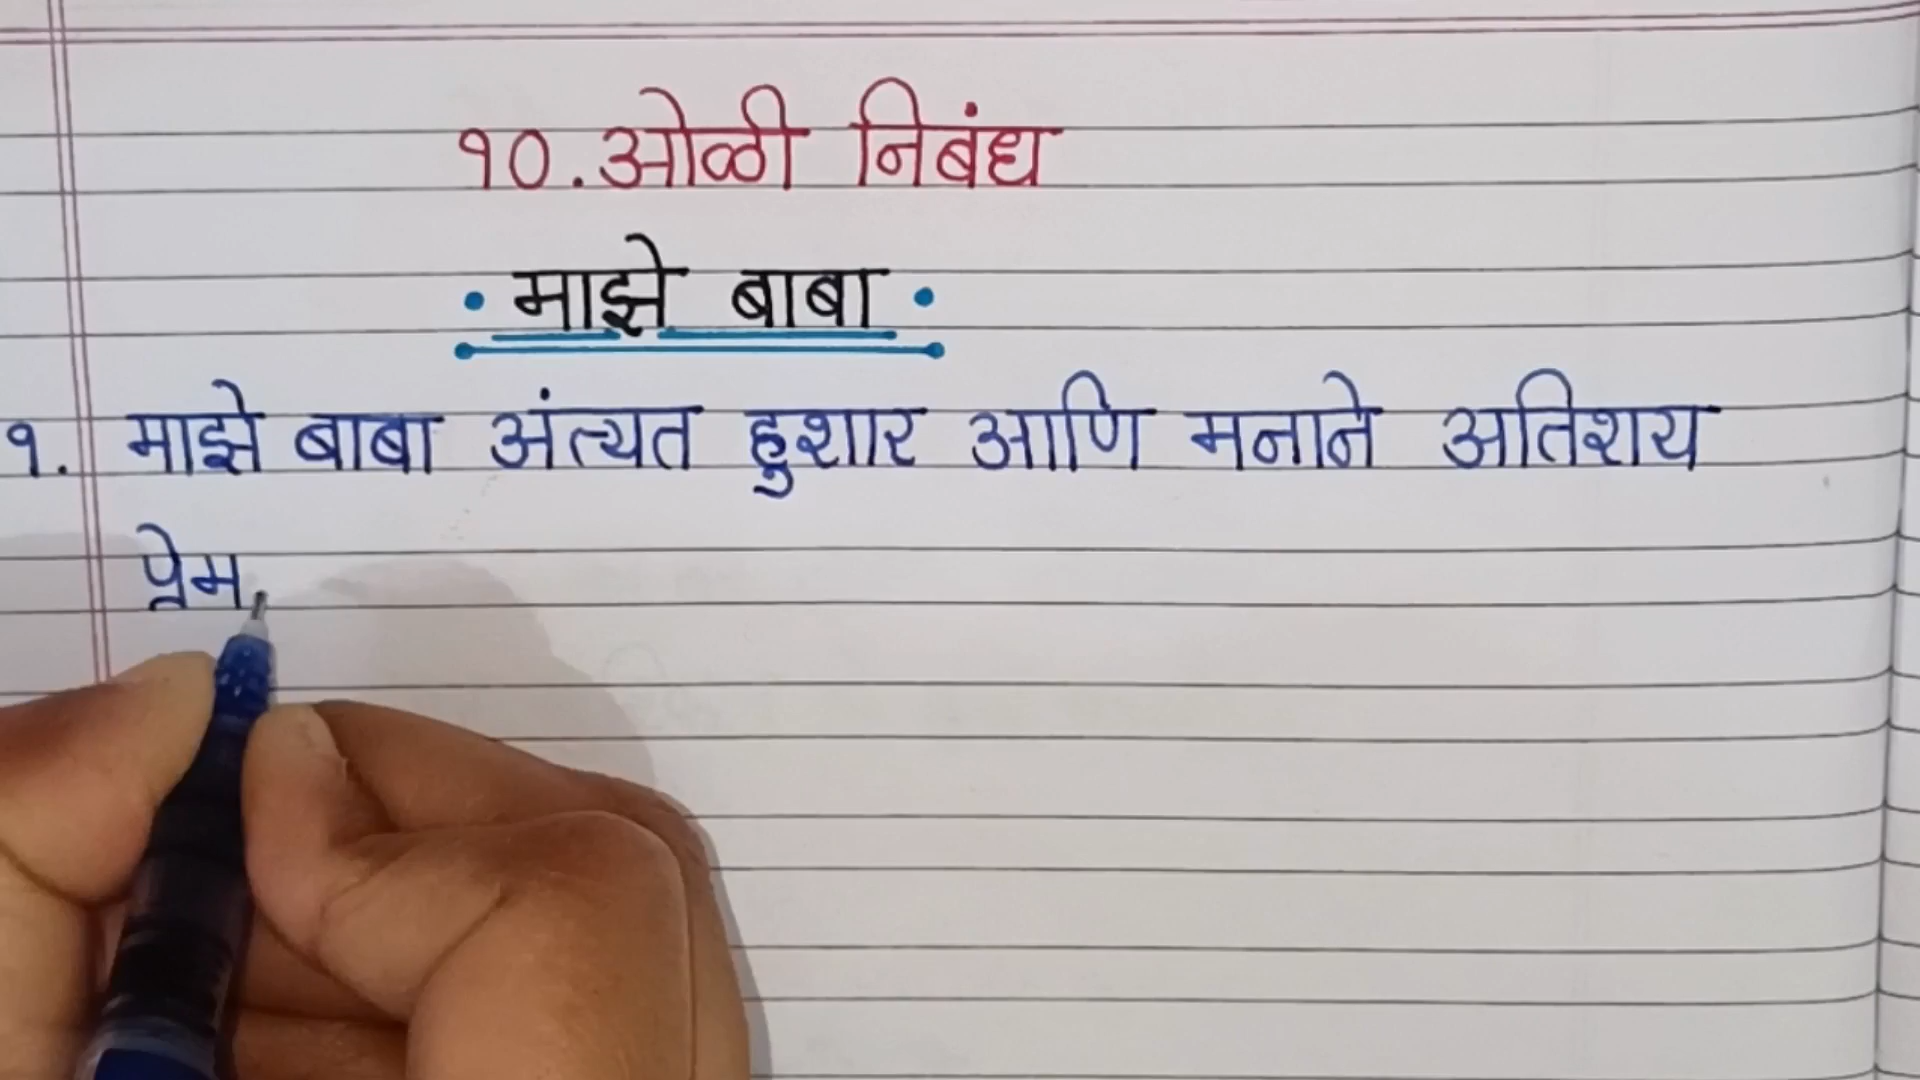 १०.ओळी निबंध
• माझे बाबा •
१. माझे बाबा अंत्यत हुशार आणि मनाने अतिशय
प्रेम